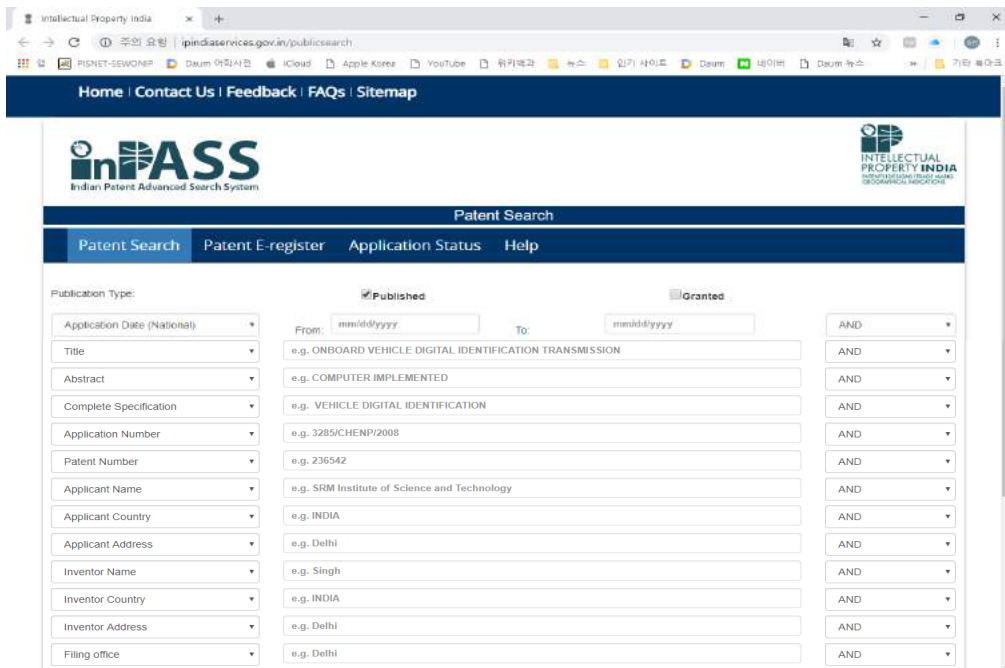 Intellectual Property India
주의 요함 | ipindiaservices.gov.in/publicsearch
앱 PISNET-SEWONIP Daum 어학사전 iCloud Apple Korea YouTube 위키백과 뉴스 인기 사이트 Daum 네이버 Daum 뉴스 » 기타 북마크
Home | Contact Us | Feedback | FAQs | Sitemap
inPASS
Indian Patent Advanced Search System
INTELLECTUAL
PROPERTY INDIA
PATENTS | DESIGNS | TRADE MARKS
GEOGRAPHICAL INDICATIONS
Patent Search
Patent Search Patent E-register Application Status Help
Publication Type: Published Granted
Application Date (National) From: mm/dd/yyyy To: mm/dd/yyyy AND
Title e.g. ONBOARD VEHICLE DIGITAL IDENTIFICATION TRANSMISSION AND
Abstract e.g. COMPUTER IMPLEMENTED AND
Complete Specification e.g. VEHICLE DIGITAL IDENTIFICATION AND
Application Number e.g. 3285/CHENP/2008 AND
Patent Number e.g. 236542 AND
Applicant Name e.g. SRM Institute of Science and Technology AND
Applicant Country e.g. INDIA AND
Applicant Address e.g. Delhi AND
Inventor Name e.g. Singh AND
Inventor Country e.g. INDIA AND
Inventor Address e.g. Delhi AND
Filing office e.g. Delhi AND